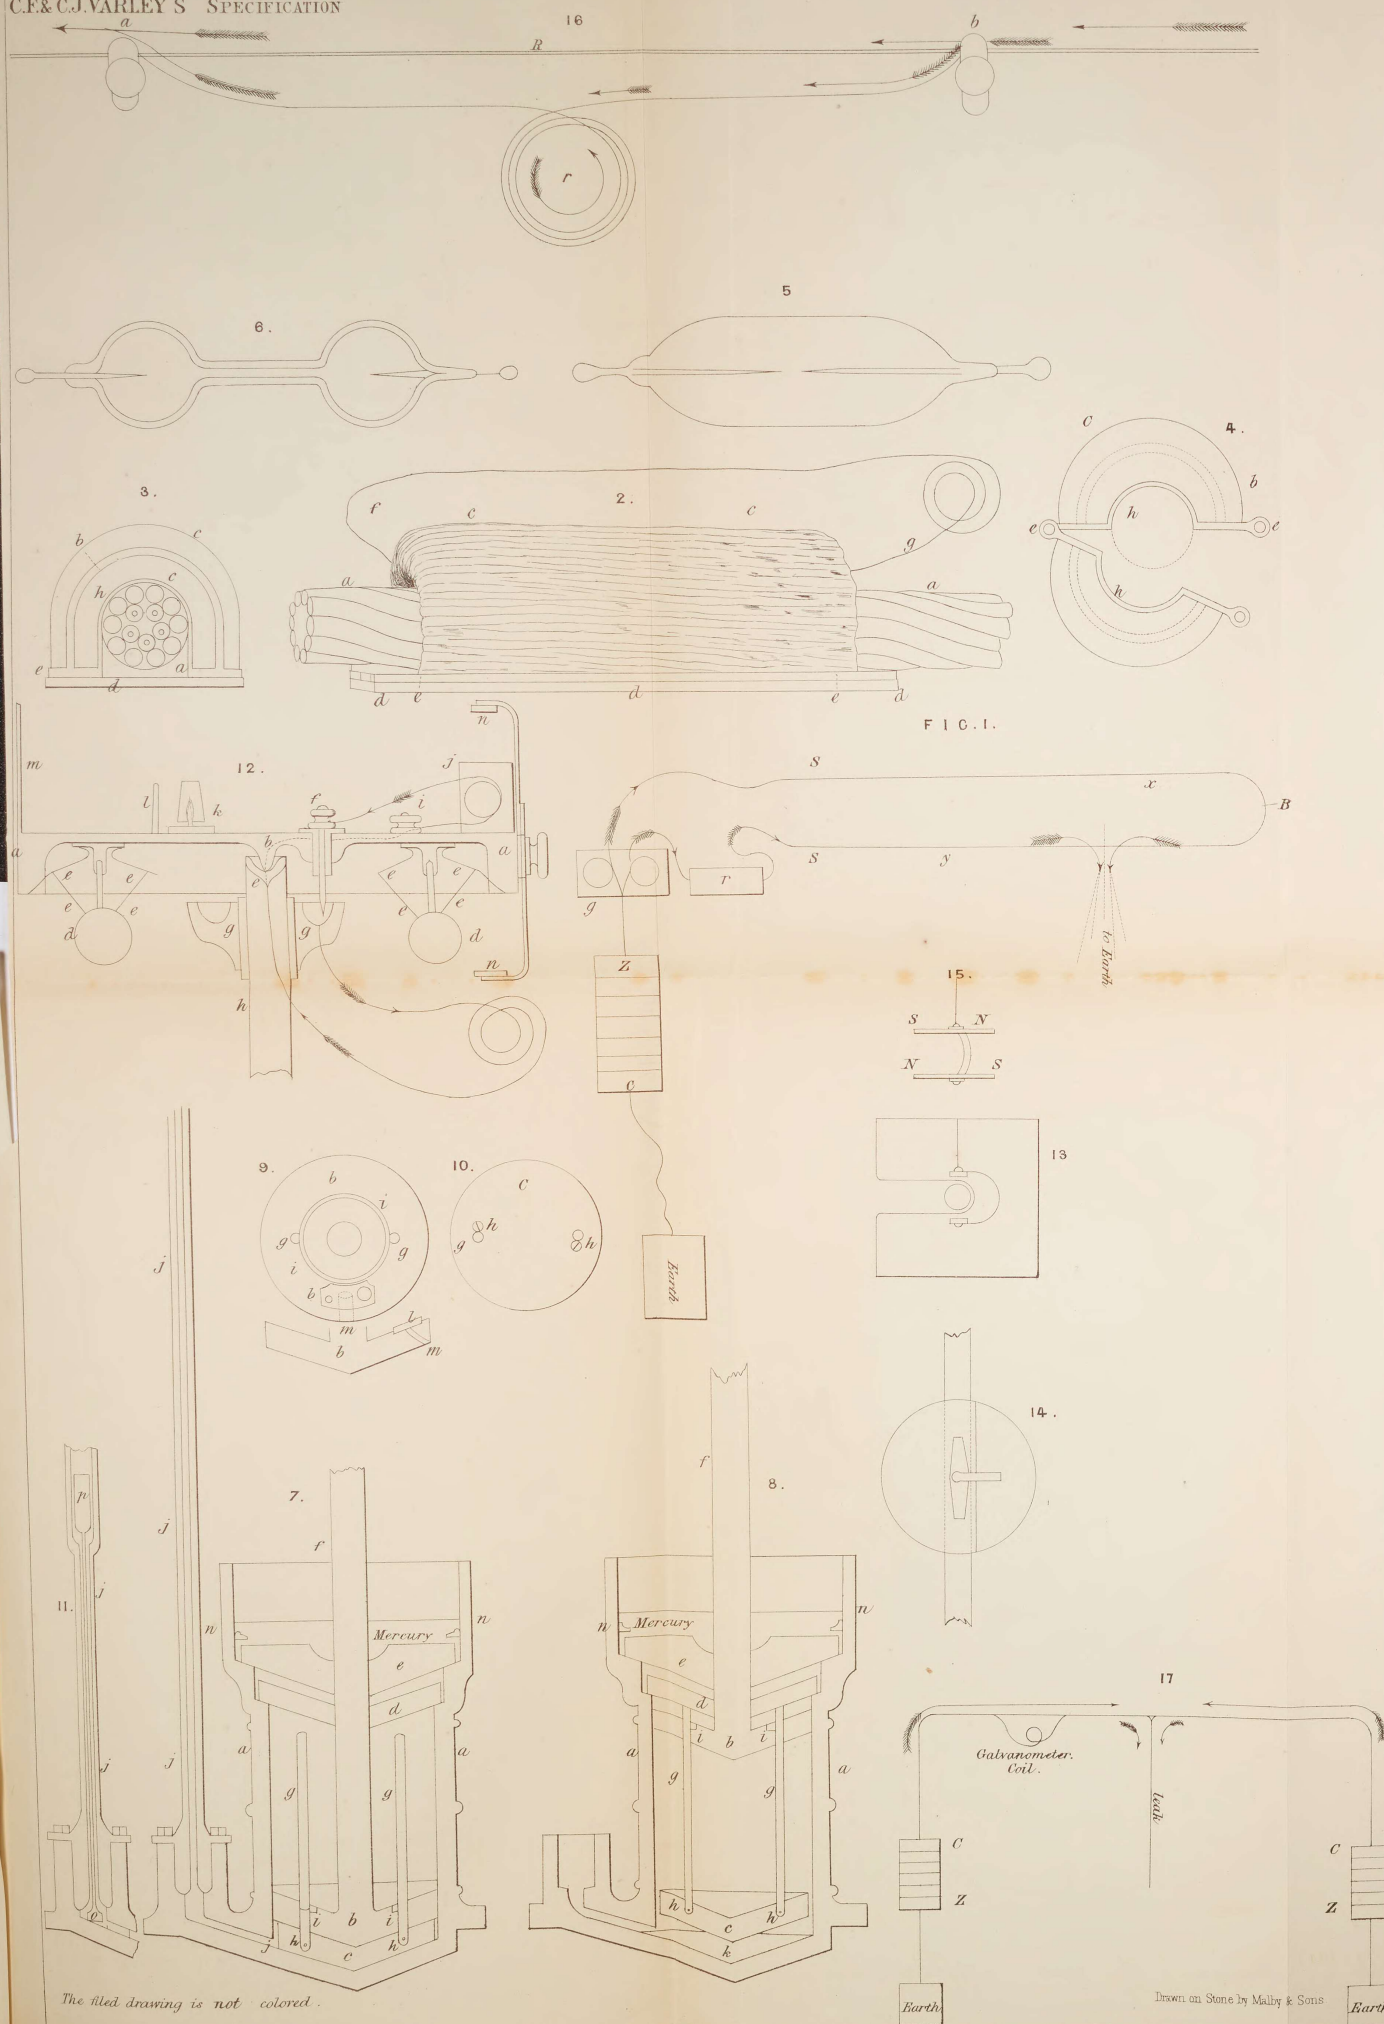 C.F. & C.J. VARLEY'S SPECIFICATION
16
a
b
R
r
5
6.
4.
C
b
h
e
e
h
3.
b
c
c
h
e
a
d
2.
f
c
c
g
a
a
d
e
d
e
d
FIG.1.
S
x
B
S
y
r
g
Z
c
to Earth
Earth
12.
m
l
k
f
i
j
n
a
b
a
e
e
e
e
e
e
e
e
e
d
g
g
d
n
h
15.
S
N
N
S
13
9.
b
i
g
g
i
b
m
l
b
m
10.
c
h
g
h
14.
j
j
j
11.
p
j
j
o
7.
f
n
n
Mercury
e
d
a
a
g
g
i
b
i
h
h
c
j
8.
f
n
n
Mercury
e
d
i
b
i
a
a
g
g
h
h
c
k
17
Galvanometer.
Coil.
leak
C
Z
C
Z
Earth
Earth
The filed drawing is not colored.
Drawn on Stone by Malby & Sons